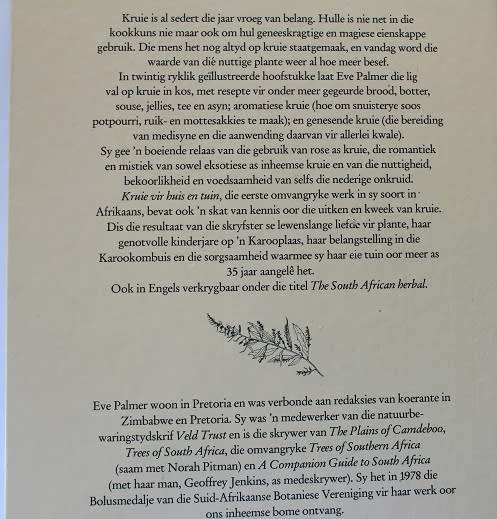 Kruie is al sedert die jaar vroeg van belang. Hulle is nie net in die
kookkuns nie maar ook om hul geneeskragtige en magiese eienskappe
gebruik. Die mens het nog altyd op kruie staatgemaak, en vandag word die
waarde van dié nuttige plante weer al hoe meer besef.
In twintig ryklik geïllustreerde hoofstukke laat Eve Palmer die lig
val op kruie in kos, met resepte vir onder meer gegeurde brood, botter,
souse, jellies, tee en asyn; aromatiese kruie (hoe om snuisterye soos
potpourri, ruik- en mottesakkies te maak); en genesende kruie (die bereiding
van medisyne en die aanwending daarvan vir allerlei kwale).
Sy gee 'n boeiende relaas van die gebruik van rose as kruie, die romantiek
en mistiek van sowel eksotiese as inheemse kruie en van die nuttigheid,
bekoorlikheid en voedsaamheid van selfs die nederige onkruid.
Kruie vir huis en tuin, die eerste omvangryke werk in sy soort in
Afrikaans, bevat ook 'n skat van kennis oor die uitken en kweek van kruie.
Dis die resultaat van die skryfster se lewenslange liefde vir plante, haar
genotvolle kinderjare op 'n Karooplaas, haar belangstelling in die
Karookombuis en die sorgsaamheid waarmee sy haar eie tuin oor meer as
35 jaar aangelê het.
Ook in Engels verkrygbaar onder die titel The South African herbal.
Eve Palmer woon in Pretoria en was verbonde aan redaksies van koerante in
Zimbabwe en Pretoria. Sy was 'n medewerker van die natuurbe-
waringstydskrif Veld Trust en is die skrywer van The Plains of Camdeboo,
Trees of South Africa, die omvangryke Trees of Southern Africa
(saam met Norah Pitman) en A Companion Guide to South Africa
(met haar man, Geoffrey Jenkins, as medeskrywer). Sy het in 1978 die
Bolusmedalje van die Suid-Afrikaanse Botaniese Vereniging vir haar werk oor
ons inheemse bome ontvang.